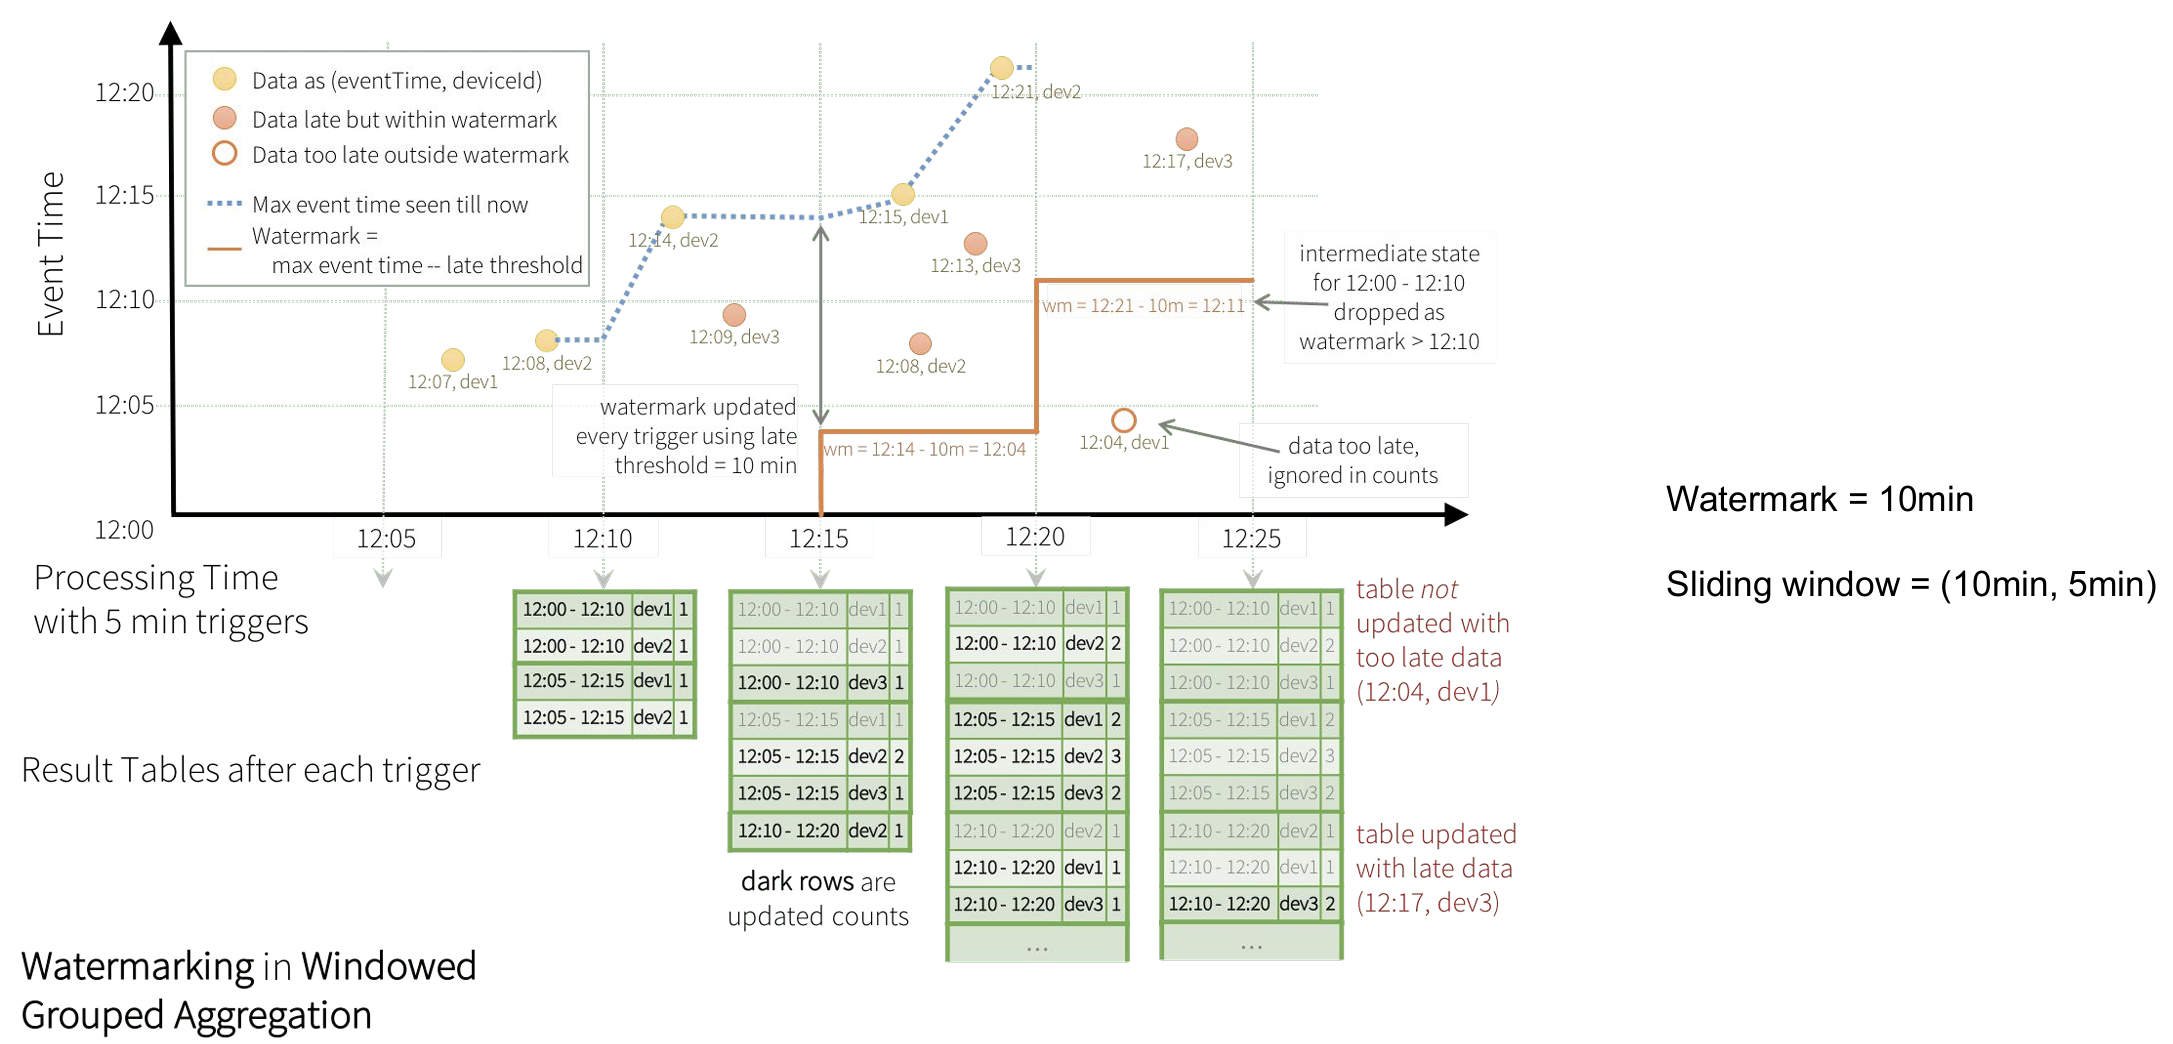 Data as (eventTime, deviceId)
Data late but within watermark
Data too late outside watermark
Max event time seen till now
Watermark =
max event time -- late threshold
Event Time
12:20
12:15
12:10
12:05
12:00
12:07, dev1
12:08, dev2
12:14, dev2
12:09, dev3
12:15, dev1
12:13, dev3
12:08, dev2
12:21, dev2
12:17, dev3
12:04, dev1
watermark updated
every trigger using late
threshold = 10 min
wm = 12:14 - 10m = 12:04
wm = 12:21 - 10m = 12:11
intermediate state
for 12:00 - 12:10
dropped as
watermark > 12:10
data too late,
ignored in counts
Watermark = 10min
Sliding window = (10min, 5min)
12:05
12:10
12:15
12:20
12:25
Processing Time
with 5 min triggers
Result Tables after each trigger
12:00 - 12:10 dev1 1
12:00 - 12:10 dev2 1
12:05 - 12:15 dev1 1
12:05 - 12:15 dev2 1
12:00 - 12:10 dev1 1
12:00 - 12:10 dev2 1
12:00 - 12:10 dev3 1
12:05 - 12:15 dev1 1
12:05 - 12:15 dev2 2
12:05 - 12:15 dev3 1
12:10 - 12:20 dev2 1
dark rows are
updated counts
12:00 - 12:10 dev1 1
12:00 - 12:10 dev2 2
12:00 - 12:10 dev3 1
12:05 - 12:15 dev1 2
12:05 - 12:15 dev2 3
12:05 - 12:15 dev3 2
12:10 - 12:20 dev2 1
12:10 - 12:20 dev1 1
12:10 - 12:20 dev3 1
...
12:00 - 12:10 dev1 1
12:00 - 12:10 dev2 2
12:00 - 12:10 dev3 1
12:05 - 12:15 dev1 2
12:05 - 12:15 dev2 3
12:05 - 12:15 dev3 2
12:10 - 12:20 dev2 1
12:10 - 12:20 dev1 1
12:10 - 12:20 dev3 2
...
table not
updated with
too late data
(12:04, dev1)
table updated
with late data
(12:17, dev3)
Watermarking in Windowed
Grouped Aggregation